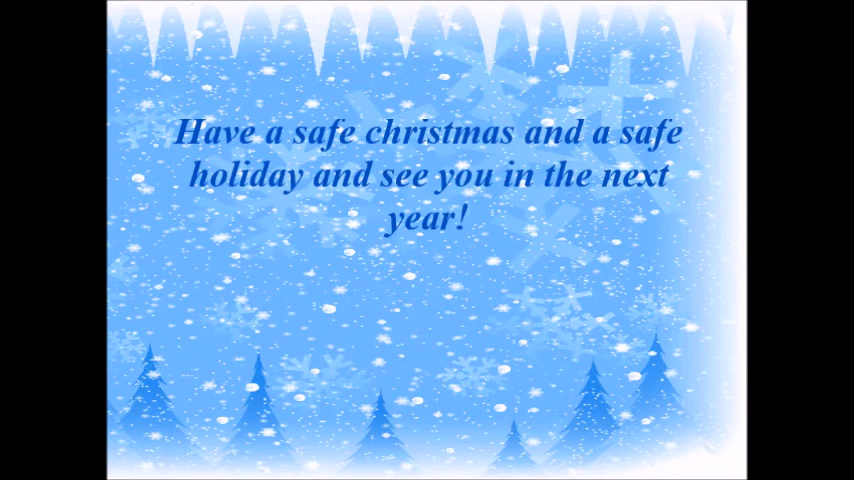 Have a safe christmas and a safe
holiday and see you in the next
year!